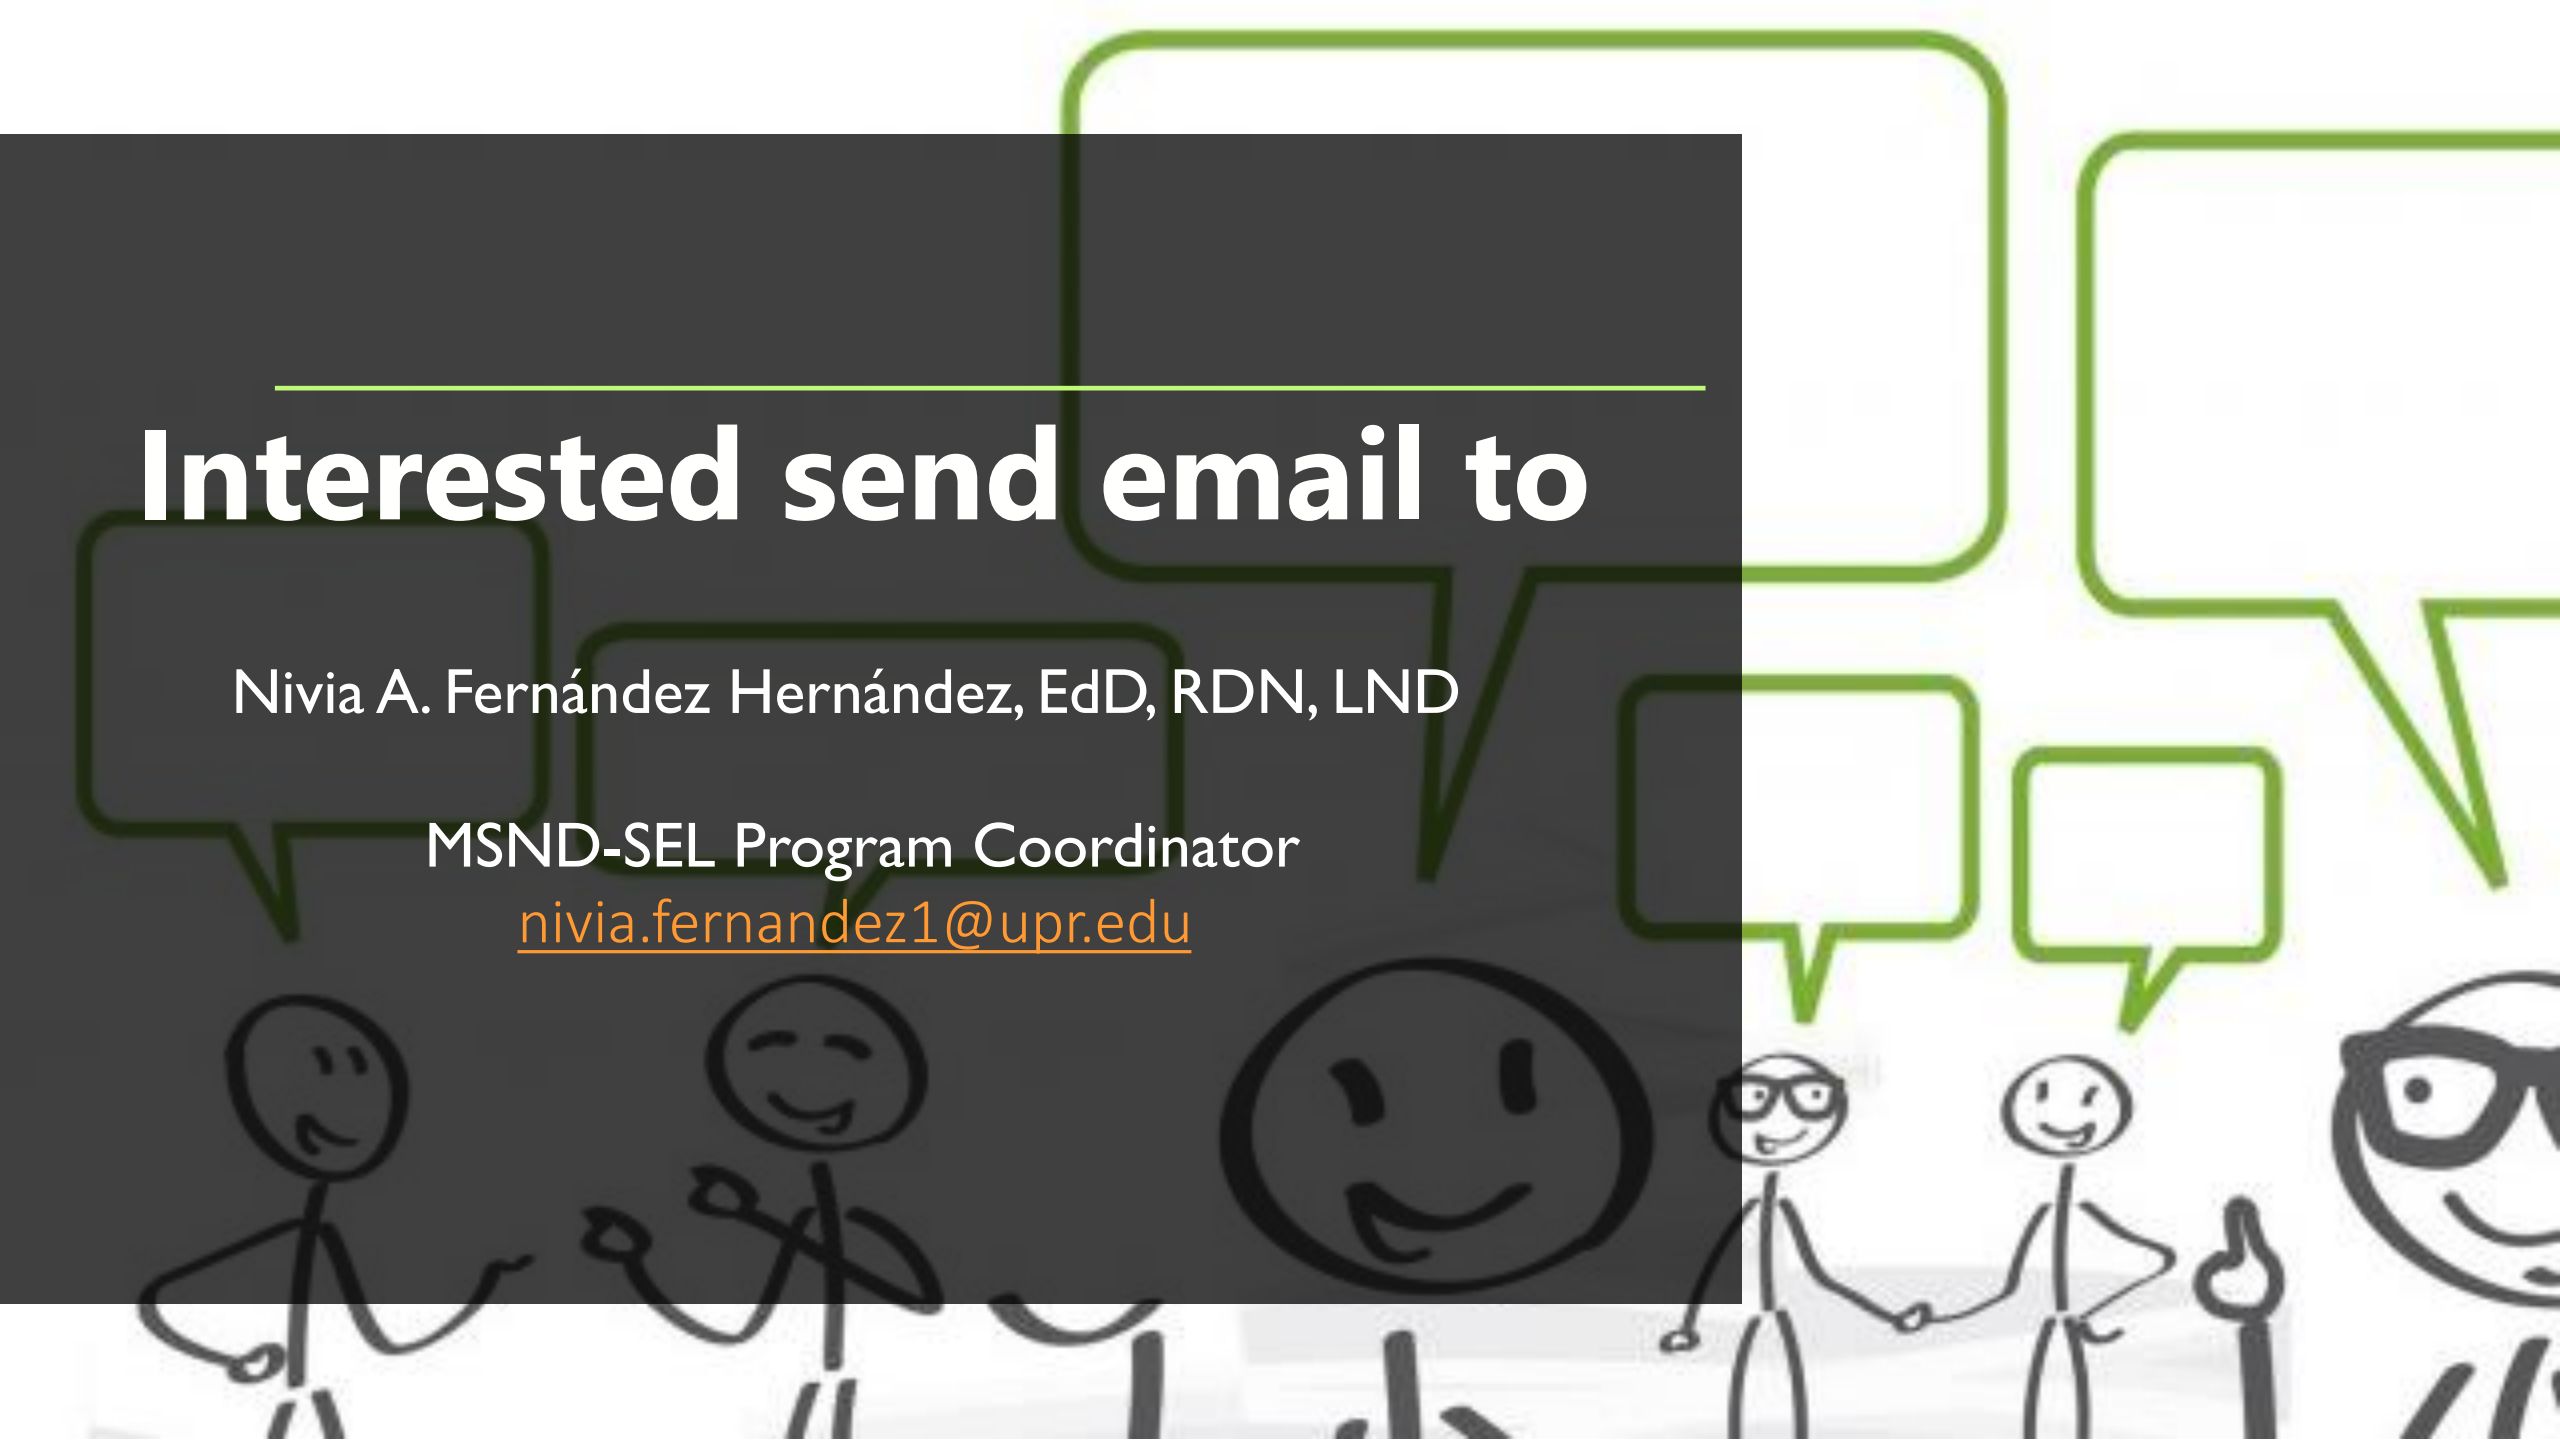 Interested send email to
Nivia A. Fernández Hernández, EdD, RDN, LND
MSND-SEL Program Coordinator
nivia.fernandez1@upr.edu